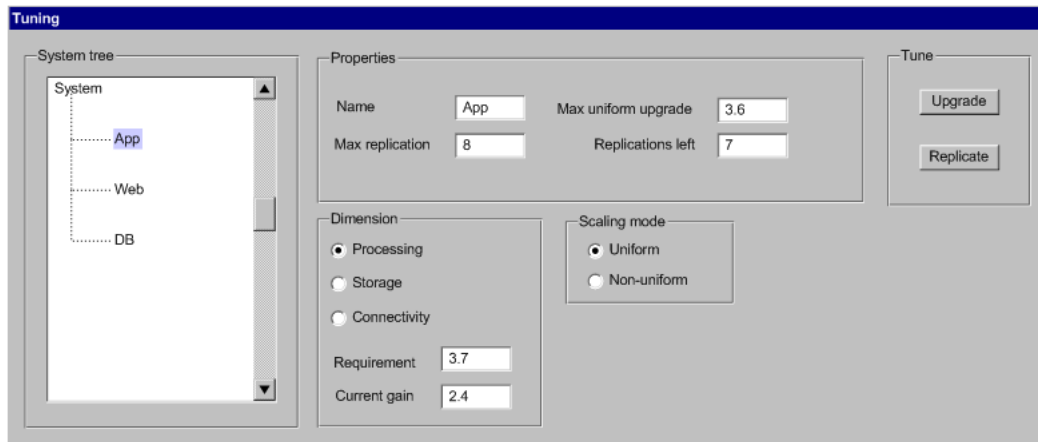 Tuning
System tree
System
App
Web
DB
Properties
Name App Max uniform upgrade 3.6
Max replication 8 Replications left 7
Tune
Upgrade
Replicate
Dimension
Processing
Storage
Connectivity
Requirement 3.7
Current gain 2.4
Scaling mode
Uniform
Non-uniform